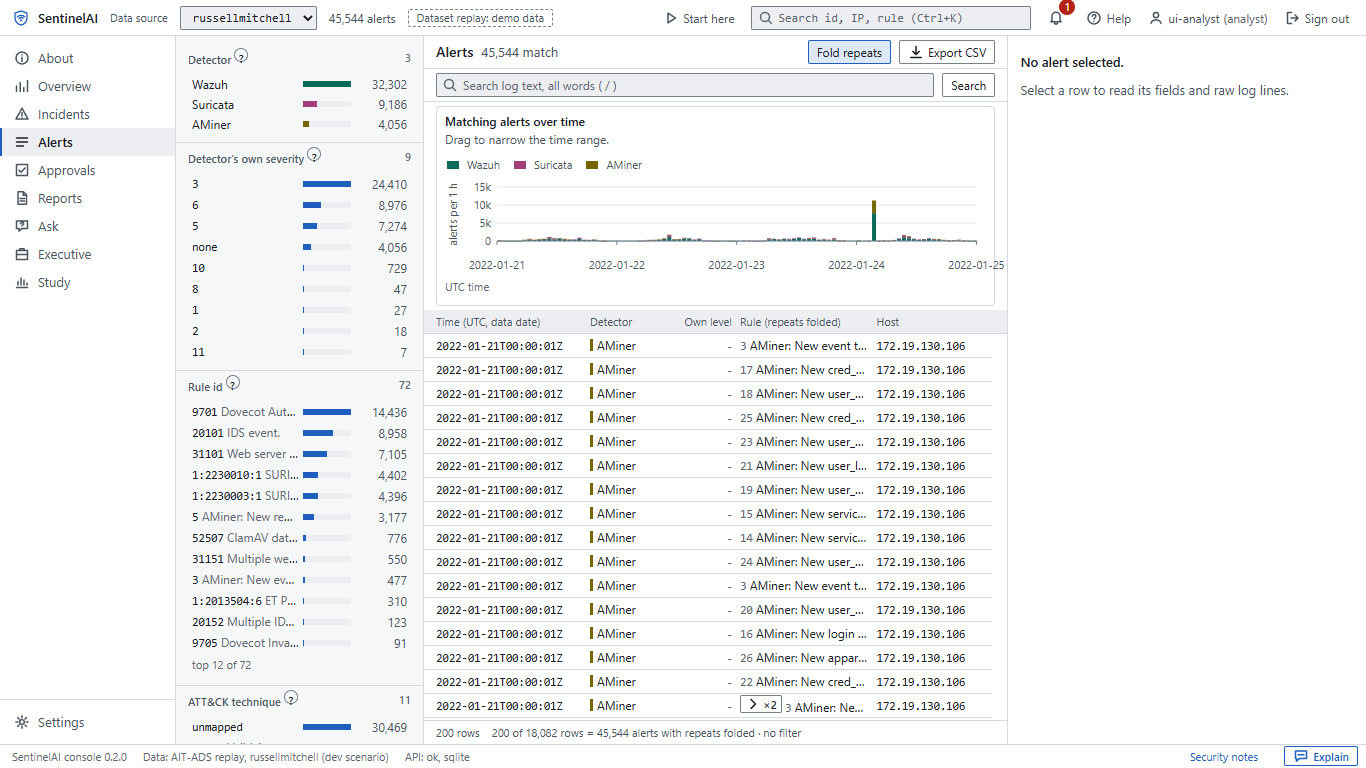 SentinelAI
Data source
russellmitchell
45,544 alerts
Dataset replay: demo data
Start here
Search id, IP, rule (Ctrl+K)
1
Help
ui-analyst (analyst)
Sign out
About
Overview
Incidents
Alerts
Approvals
Reports
Ask
Executive
Study
Settings
Detector ? 3
Wazuh 32,302
Suricata 9,186
AMiner 4,056
Detector's own severity ? 9
3 24,410
6 8,976
5 7,274
none 4,056
10 729
8 47
1 27
2 18
11 7
Rule id ? 72
9701 Dovecot Aut... 14,436
20101 IDS event. 8,958
31101 Web server ... 7,105
1:2230010:1 SURI... 4,402
1:2230003:1 SURI... 4,396
5 AMiner: New re... 3,177
52507 ClamAV dat... 776
31151 Multiple we... 550
3 AMiner: New ev... 477
1:2013504:6 ET P... 310
20152 Multiple ID... 123
9705 Dovecot Inva... 91
top 12 of 72
ATT&CK technique ? 11
unmapped 30,469
Alerts 45,544 match
Fold repeats
Export CSV
Search log text, all words ( / )
Search
Matching alerts over time
Drag to narrow the time range.
Wazuh Suricata AMiner
alerts per 1 h
15k
10k
5k
0
2022-01-21 2022-01-22 2022-01-23 2022-01-24 2022-01-25
UTC time
Time (UTC, data date) Detector Own level Rule (repeats folded) Host
2022-01-21T00:00:01Z AMiner - 3 AMiner: New event t... 172.19.130.106
2022-01-21T00:00:01Z AMiner - 17 AMiner: New cred_... 172.19.130.106
2022-01-21T00:00:01Z AMiner - 18 AMiner: New user_... 172.19.130.106
2022-01-21T00:00:01Z AMiner - 25 AMiner: New cred_... 172.19.130.106
2022-01-21T00:00:01Z AMiner - 23 AMiner: New user_... 172.19.130.106
2022-01-21T00:00:01Z AMiner - 21 AMiner: New user_l... 172.19.130.106
2022-01-21T00:00:01Z AMiner - 19 AMiner: New user_... 172.19.130.106
2022-01-21T00:00:01Z AMiner - 15 AMiner: New servic... 172.19.130.106
2022-01-21T00:00:01Z AMiner - 14 AMiner: New servic... 172.19.130.106
2022-01-21T00:00:01Z AMiner - 24 AMiner: New user_... 172.19.130.106
2022-01-21T00:00:01Z AMiner - 3 AMiner: New event t... 172.19.130.106
2022-01-21T00:00:01Z AMiner - 20 AMiner: New user_... 172.19.130.106
2022-01-21T00:00:01Z AMiner - 16 AMiner: New login ... 172.19.130.106
2022-01-21T00:00:01Z AMiner - 26 AMiner: New appar... 172.19.130.106
2022-01-21T00:00:01Z AMiner - 22 AMiner: New cred_... 172.19.130.106
2022-01-21T00:00:01Z AMiner - ×2 3 AMiner: Ne... 172.19.130.106
200 rows 200 of 18,082 rows = 45,544 alerts with repeats folded · no filter
No alert selected.
Select a row to read its fields and raw log lines.
SentinelAI console 0.2.0 Data: AIT-ADS replay, russellmitchell (dev scenario) API: ok, sqlite
Security notes
Explain